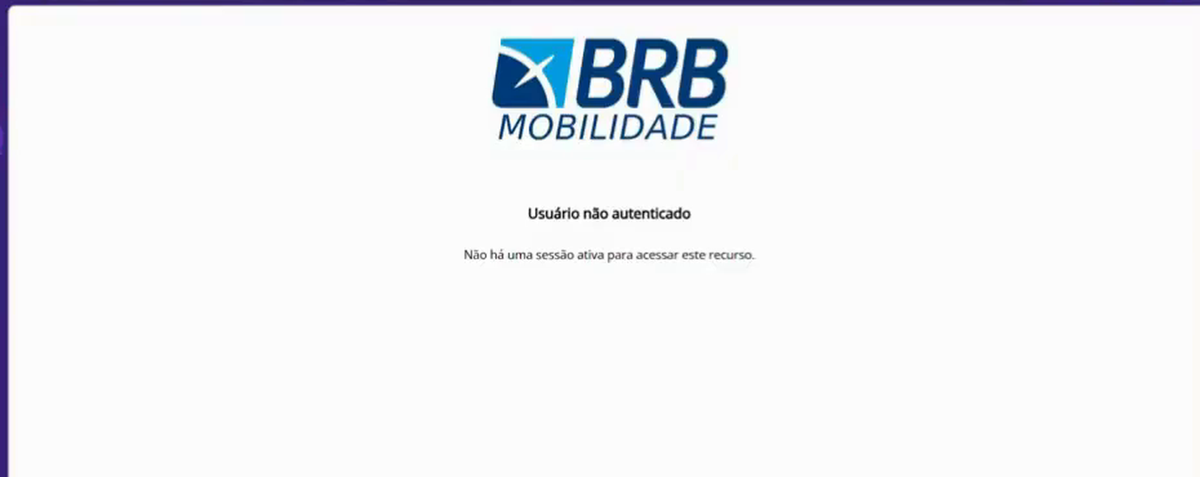 BRB
MOBILIDADE
Usuário não autenticado
Não há uma sessão ativa para acessar este recurso.